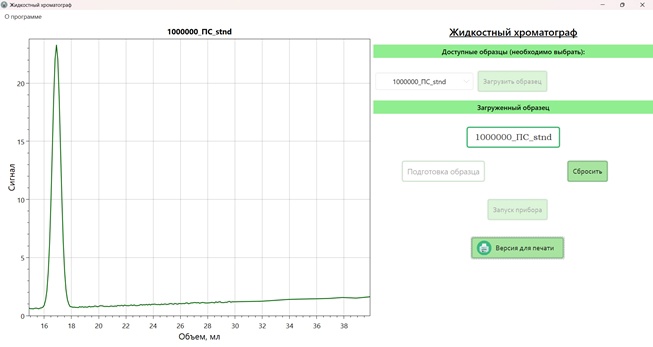 Жидкостный хроматограф
О программе
1000000_ПС_stnd
Сигнал
20
15
10
5
0
16 18 20 22 24 26 28 30 32 34 36 38
Объем, мл
Жидкостный хроматограф
Доступные образцы (необходимо выбрать):
1000000_ПС_stnd
Загрузить образец
Загруженный образец
1000000_ПС_stnd
Подготовка образца
Сбросить
Запуск прибора
Версия для печати